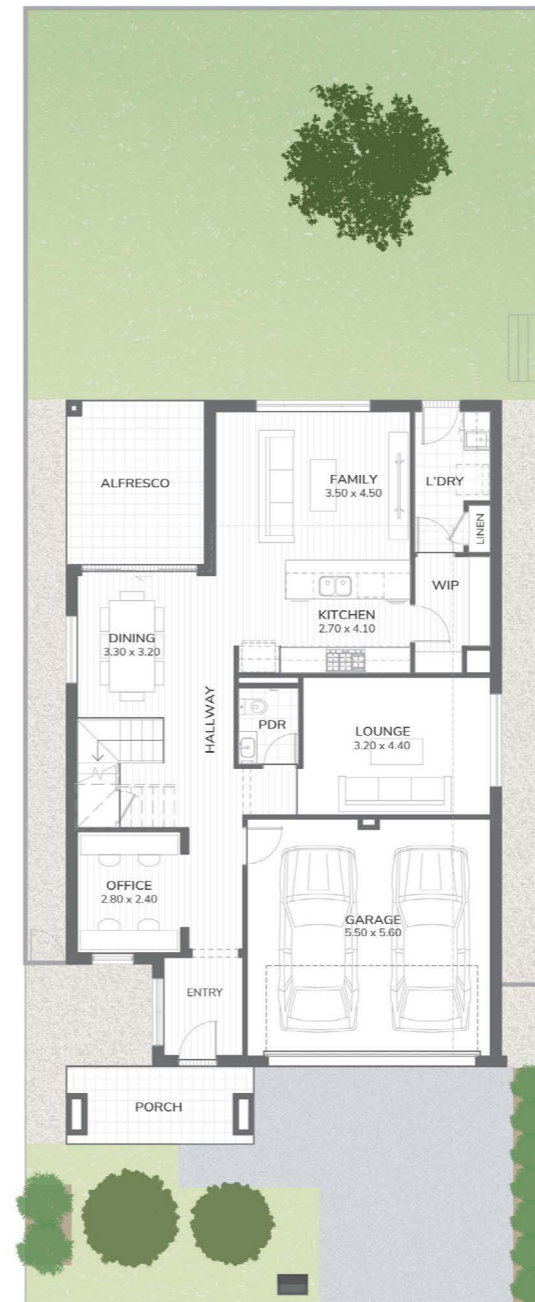 ALFRESCO
FAMILY
3.50 x 4.50
L'DRY
LINEN
WIP
KITCHEN
2.70 x 4.10
DINING
3.30 x 3.20
HALLWAY
PDR
LOUNGE
3.20 x 4.40
OFFICE
2.80 x 2.40
GARAGE
5.50 x 5.60
ENTRY
PORCH